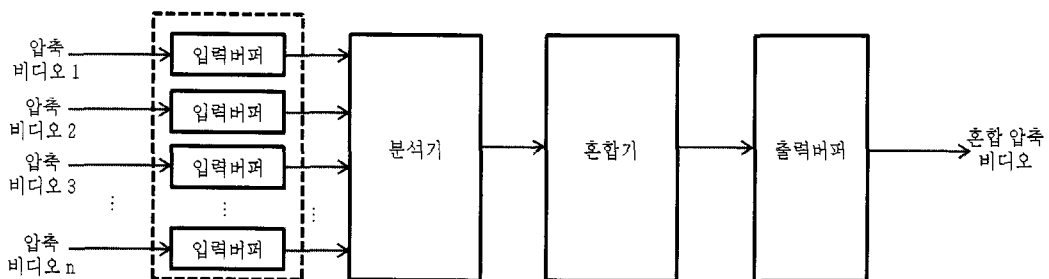 압축
비디오 1
입력버퍼
압축
비디오 2
입력버퍼
압축
비디오 3
입력버퍼
⋮
⋮
⋮
압축
비디오 n
입력버퍼
분석기
혼합기
출력버퍼
혼합 압축
비디오